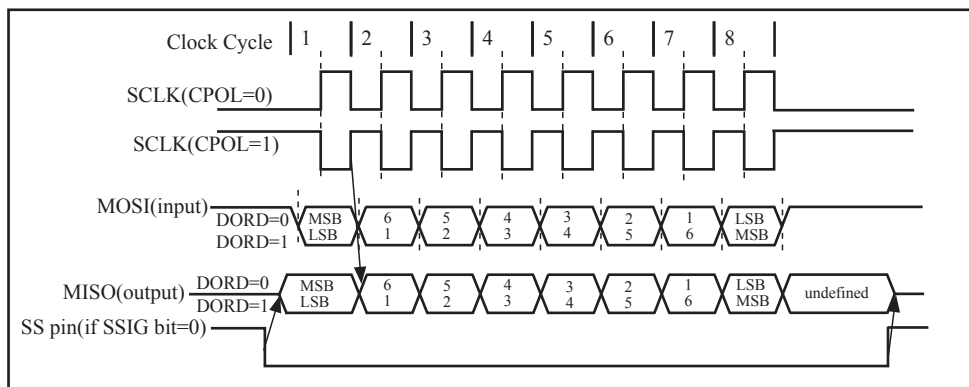 Clock Cycle 1 2 3 4 5 6 7 8
SCLK(CPOL=0)
SCLK(CPOL=1)
MOSI(input)
DORD=0 MSB 6 5 4 3 2 1 LSB
DORD=1 LSB 1 2 3 4 5 6 MSB
MISO(output)
DORD=0 MSB 6 5 4 3 2 1 LSB undefined
DORD=1 LSB 1 2 3 4 5 6 MSB
SS pin(if SSIG bit=0)